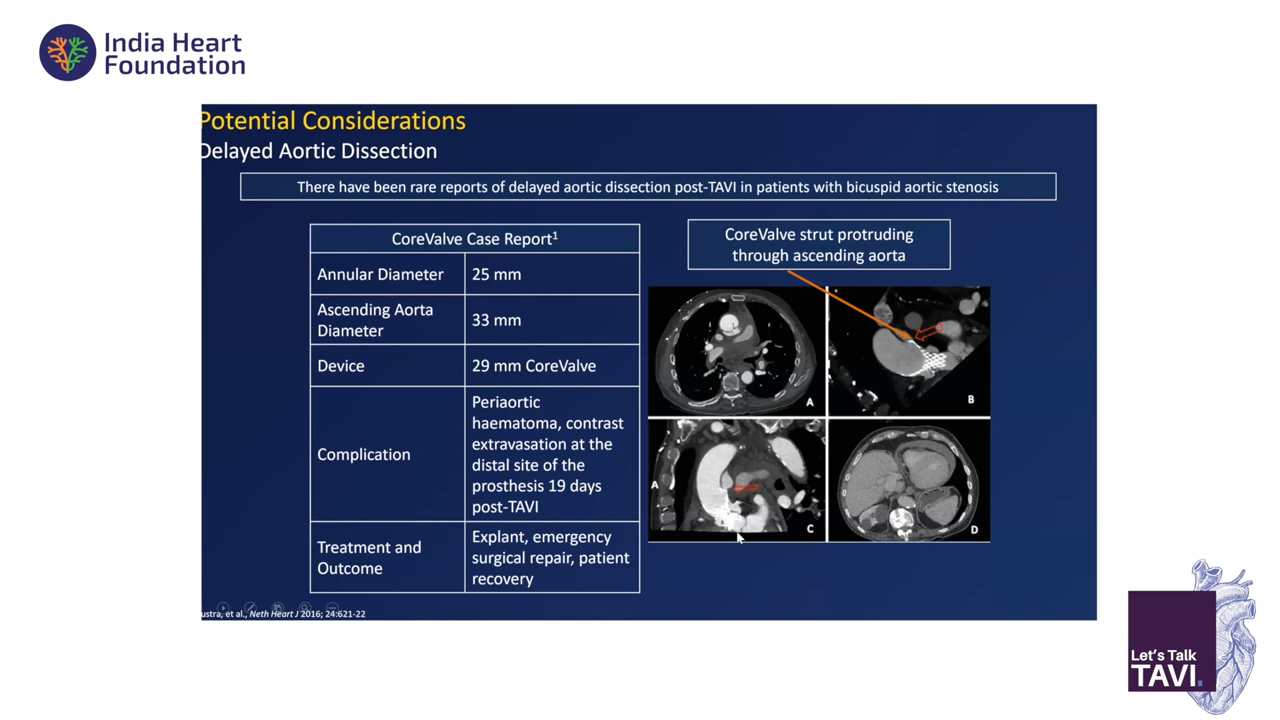 India Heart
Foundation
Potential Considerations
Delayed Aortic Dissection
There have been rare reports of delayed aortic dissection post-TAVI in patients with bicuspid aortic stenosis
CoreValve Case Report¹
Annular Diameter
25 mm
Ascending Aorta
Diameter
33 mm
Device
29 mm CoreValve
Complication
Periaortic
haematoma, contrast
extravasation at the
distal site of the
prosthesis 19 days
post-TAVI
Treatment and
Outcome
Explant, emergency
surgical repair, patient
recovery
CoreValve strut protruding
through ascending aorta
A
B
A
C
D
et al., Neth Heart J 2016; 24:621-22
Let's Talk
TAVI.